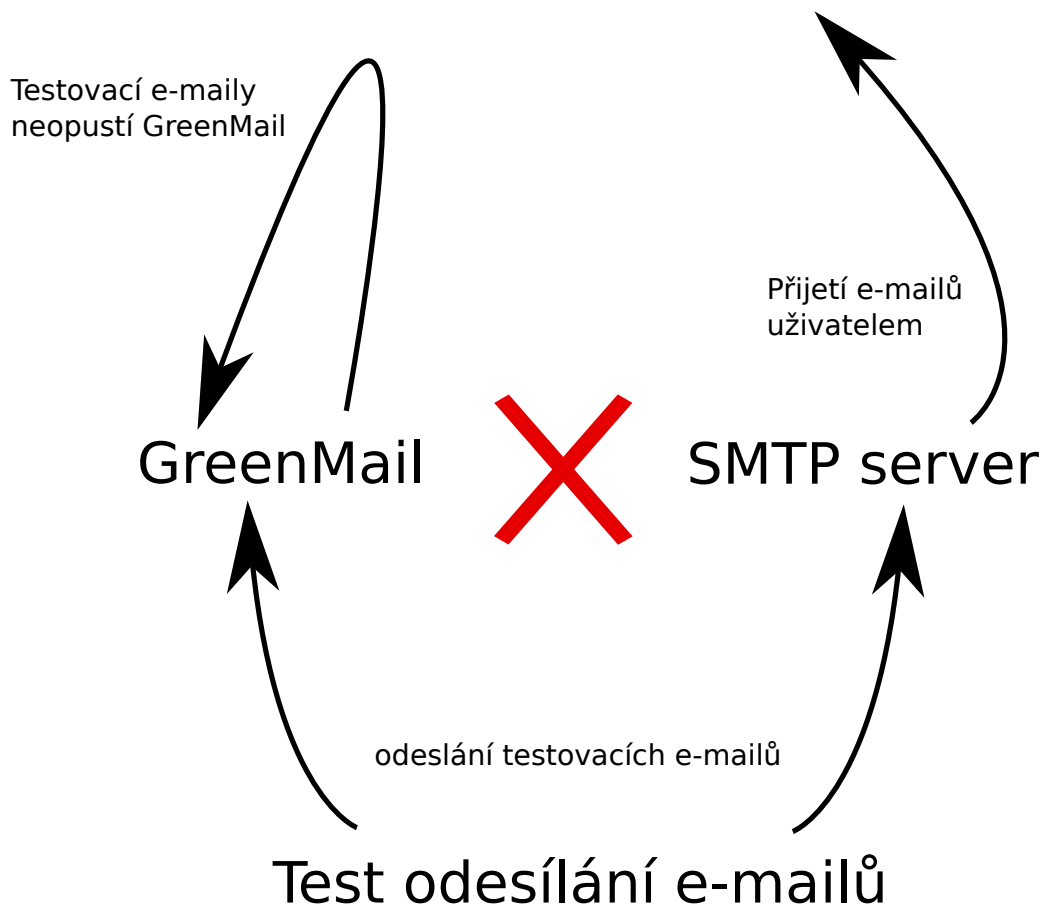 Testovací e-maily
neopustí GreenMail
Přijetí e-mailů
uživatelem
GreenMail
SMTP server
odeslání testovacích e-mailů
Test odesílání e-mailů